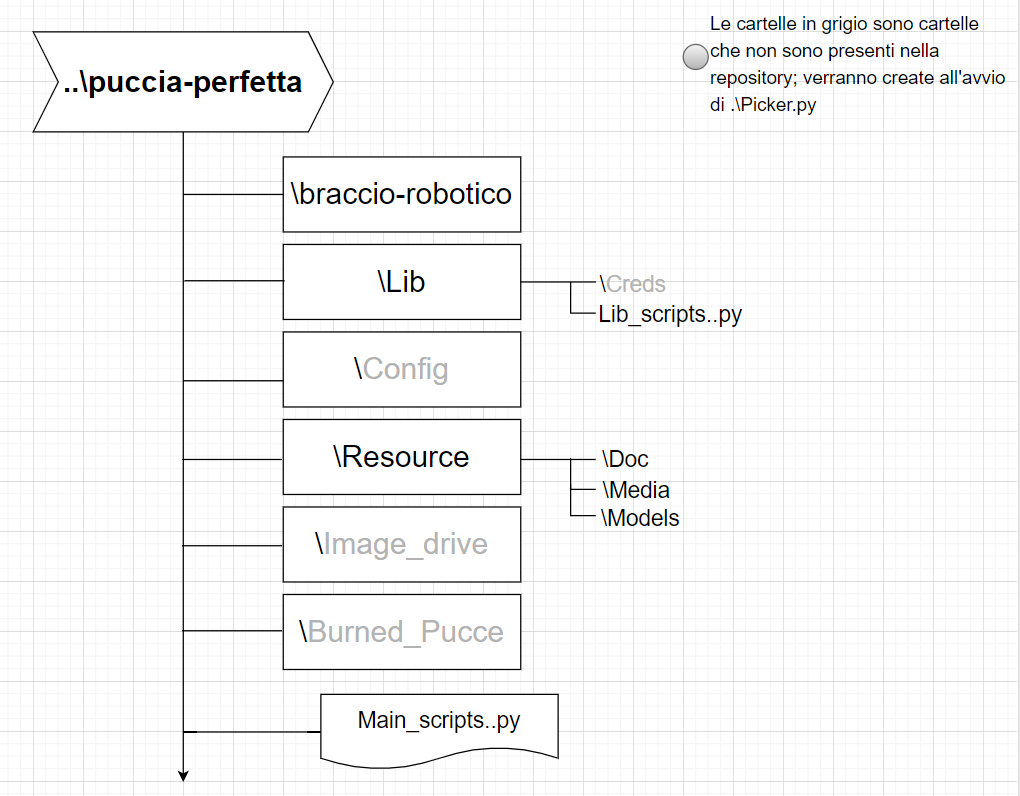 Le cartelle in grigio sono cartelle
che non sono presenti nella
repository; verranno create all'avvio
di .\Picker.py
..\puccia-perfetta
\braccio-robotico
\Lib
\Creds
Lib_scripts..py
\Config
\Resource
\Doc
\Media
\Models
\Image_drive
\Burned_Pucce
Main_scripts..py